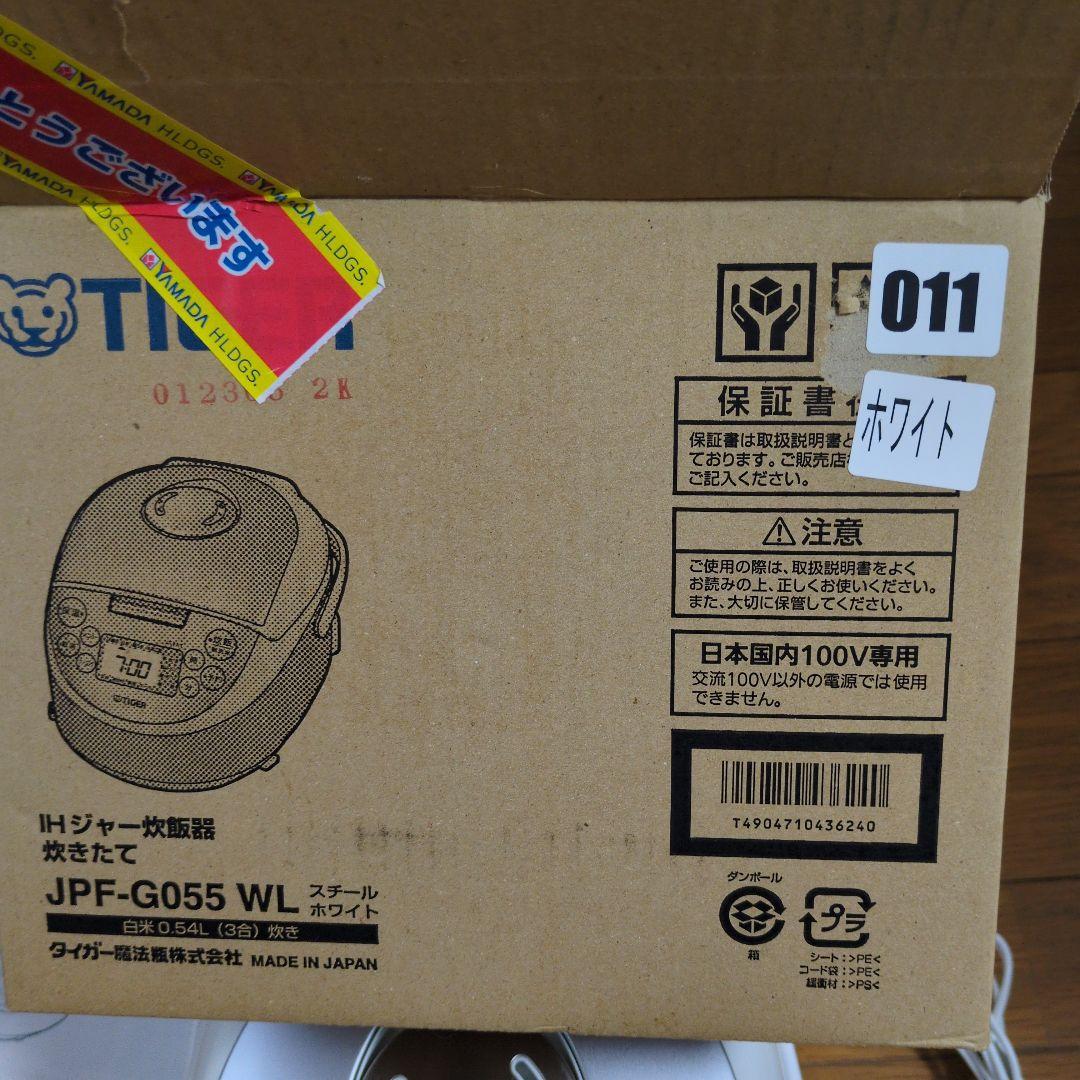 HLDGS.
YAMADA HLDGS.
YAMADA HLDGS.
とうございます
YAMADA HLDGS.
YAMADA HLDGS.
TIGER
2K
011
ホワイト
保証書
保証書は取扱説明書
ております。ご販売店
ご記入ください。
注意
ご使用の際は、取扱説明書をよく
お読みの上、正しくお使いください。
また、大切に保管してください。
日本国内100V専用
交流100V以外の電源では使用
できません。
T4904710436240
7:00
TIGER
IHジャー炊飯器
炊きたて
JPF-G055 WL
スチール
ホワイト
白米0.54L(3合)炊き
タイガー魔法瓶株式会社 MADE IN JAPAN
ダンボール
箱
プラ
シート:>PE<
コード袋:>PE<
緩衝材:>PS<